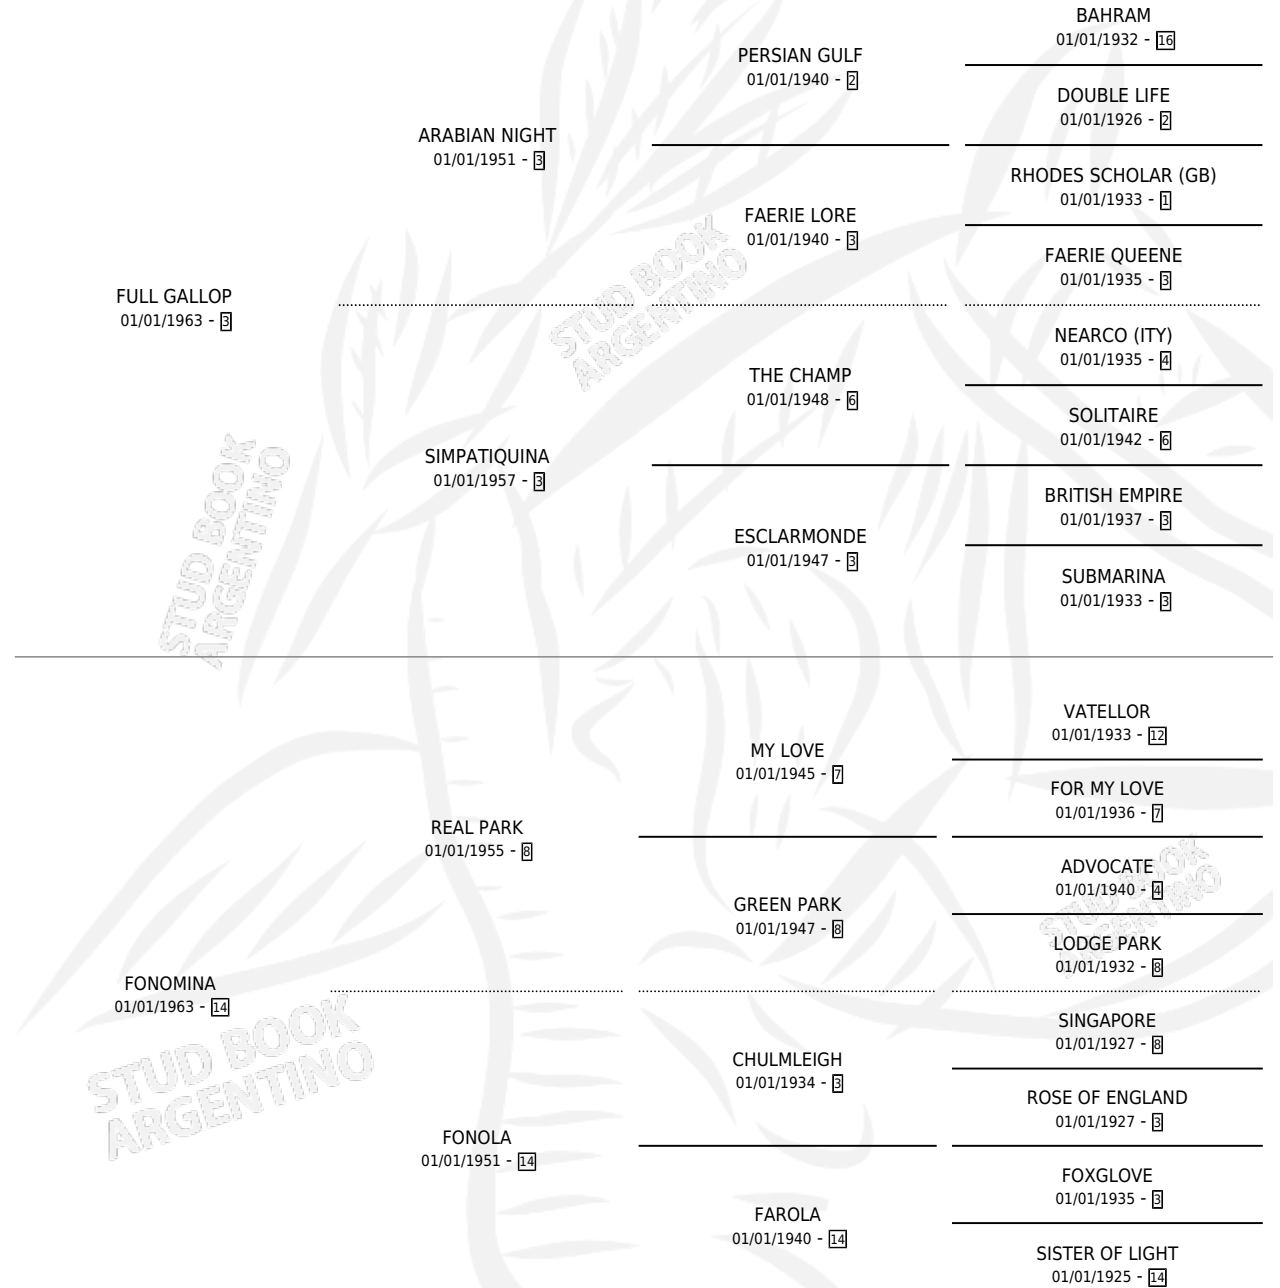 BAHRAM
01/01/1932 - 16
PERSIAN GULF
01/01/1940 - 2
DOUBLE LIFE
01/01/1926 - 2
ARABIAN NIGHT
01/01/1951 - 3
RHODES SCHOLAR (GB)
01/01/1933 - 1
FAERIE LORE
01/01/1940 - 3
FAERIE QUEENE
01/01/1935 - 3
FULL GALLOP
01/01/1963 - 3
NEARCO (ITY)
01/01/1935 - 4
THE CHAMP
01/01/1948 - 6
SOLITAIRE
01/01/1942 - 6
SIMPATIQUINA
01/01/1957 - 3
BRITISH EMPIRE
01/01/1937 - 3
ESCLARMONDE
01/01/1947 - 3
SUBMARINA
01/01/1933 - 3
VATELLOR
01/01/1933 - 12
MY LOVE
01/01/1945 - 7
FOR MY LOVE
01/01/1936 - 7
REAL PARK
01/01/1955 - 8
ADVOCATE
01/01/1940 - 4
GREEN PARK
01/01/1947 - 8
LODGE PARK
01/01/1932 - 8
FONOMINA
01/01/1963 - 14
SINGAPORE
01/01/1927 - 8
CHULMLEIGH
01/01/1934 - 3
ROSE OF ENGLAND
01/01/1927 - 3
FONOLA
01/01/1951 - 14
FOXGLOVE
01/01/1935 - 3
FAROLA
01/01/1940 - 14
SISTER OF LIGHT
01/01/1925 - 14
STUD BOOK
ARGENTINO
STUD BOOK
ARGENTINO
STUD BOOK
ARGENTINO
STUD BOOK
ARGENTINO